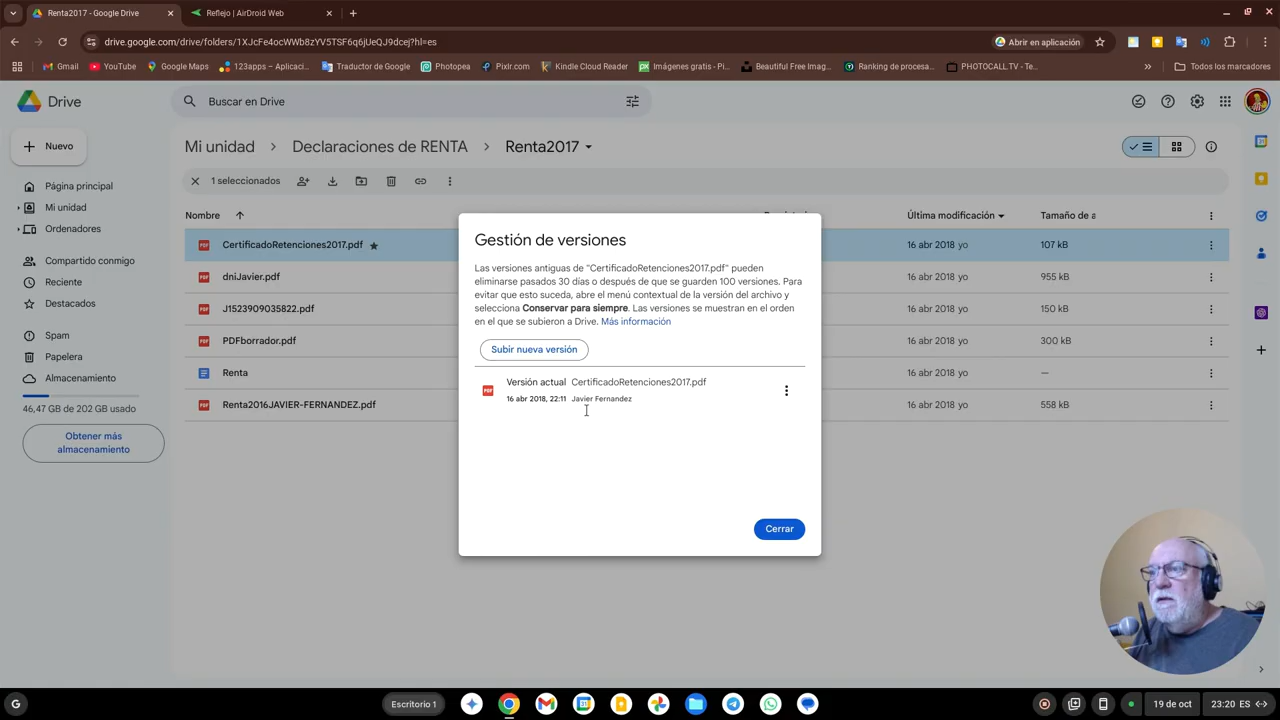 Renta2017 - Google Drive
Reflejo | AirDroid Web
drive.google.com/drive/folders/1XJcFe4ocWWb8zYV5TSF6q6jUeQJ9dcej?hl=es
Abrir en aplicación
Gmail
YouTube
Google Maps
123apps – Aplicaci...
Traductor de Google
Photopea
Pixlr.com
Kindle Cloud Reader
Imágenes gratis - Pi...
Beautiful Free Imag...
Ranking de procesa...
PHOTOCALL.TV - Te...
Todos los marcadores
Drive
Buscar en Drive
Nuevo
Mi unidad
Declaraciones de RENTA
Renta2017
1 seleccionados
Página principal
Mi unidad
Ordenadores
Compartido conmigo
Reciente
Destacados
Spam
Papelera
Almacenamiento
46,47 GB de 202 GB usado
Obtener más
almacenamiento
Nombre
Última modificación
Tamaño de a
CertificadoRetenciones2017.pdf
16 abr 2018 yo
107 kB
dniJavier.pdf
16 abr 2018 yo
955 kB
J1523909035822.pdf
16 abr 2018 yo
150 kB
PDFborrador.pdf
16 abr 2018 yo
300 kB
Renta
16 abr 2018 yo
—
Renta2016JAVIER-FERNANDEZ.pdf
16 abr 2018 yo
558 kB
Gestión de versiones
Las versiones antiguas de "CertificadoRetenciones2017.pdf" pueden
eliminarse pasados 30 días o después de que se guarden 100 versiones. Para
evitar que esto suceda, abre el menú contextual de la versión del archivo y
selecciona Conservar para siempre. Las versiones se muestran en el orden
en el que se subieron a Drive. Más información
Subir nueva versión
Versión actual CertificadoRetenciones2017.pdf
16 abr 2018, 22:11 Javier Fernandez
Cerrar
Escritorio 1
19 de oct
23:20 ES